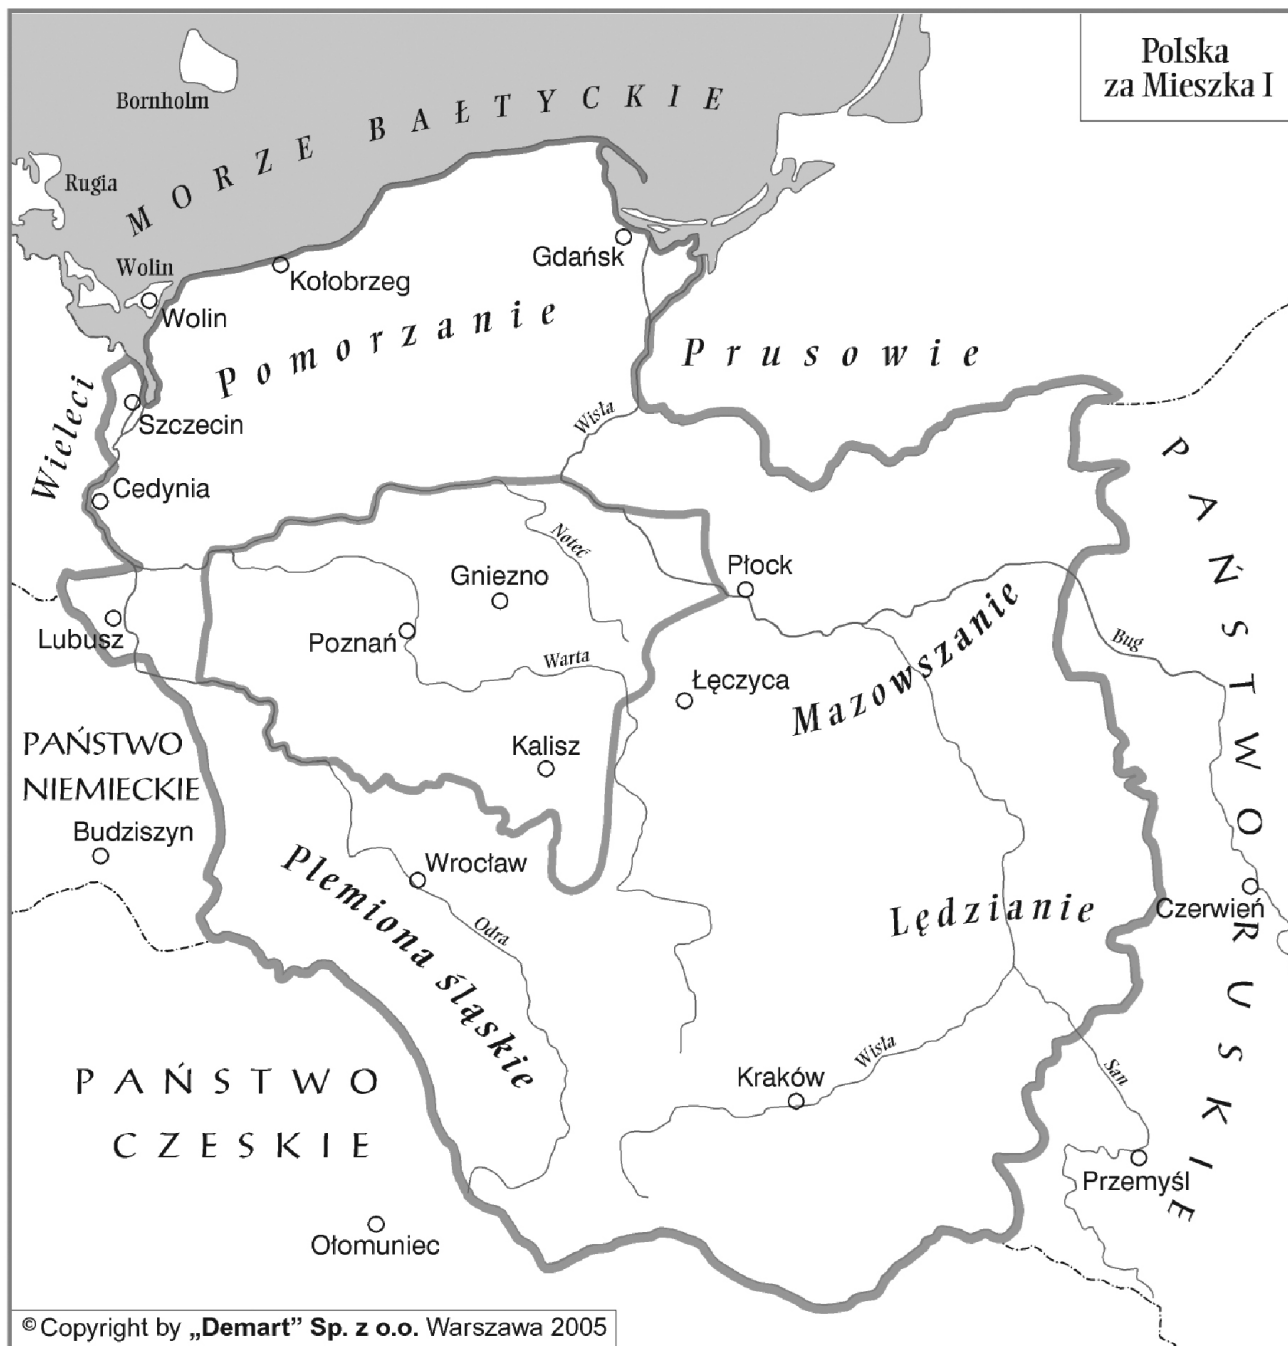 Polska
za Mieszka I
Bornholm
MORZE BAŁTYCKIE
Rugia
Wolin
Wolin
Kołobrzeg
Gdańsk
Pomorzanie
Prusowie
Wieleci
Szczecin
Wisła
Cedynia
PAŃSTWO RUSKIE
Noteć
Gniezno
Płock
Lubusz
Poznań
Warta
Mazowszanie
Bug
Łęczyca
PAŃSTWO
NIEMIECKIE
Kalisz
Budziszyn
Wrocław
Plemiona śląskie
Odra
Lędzianie
Czerwień
Wisła
Kraków
San
PAŃSTWO
CZESKIE
Przemyśl
Ołomuniec
© Copyright by „Demart” Sp. z o.o. Warszawa 2005